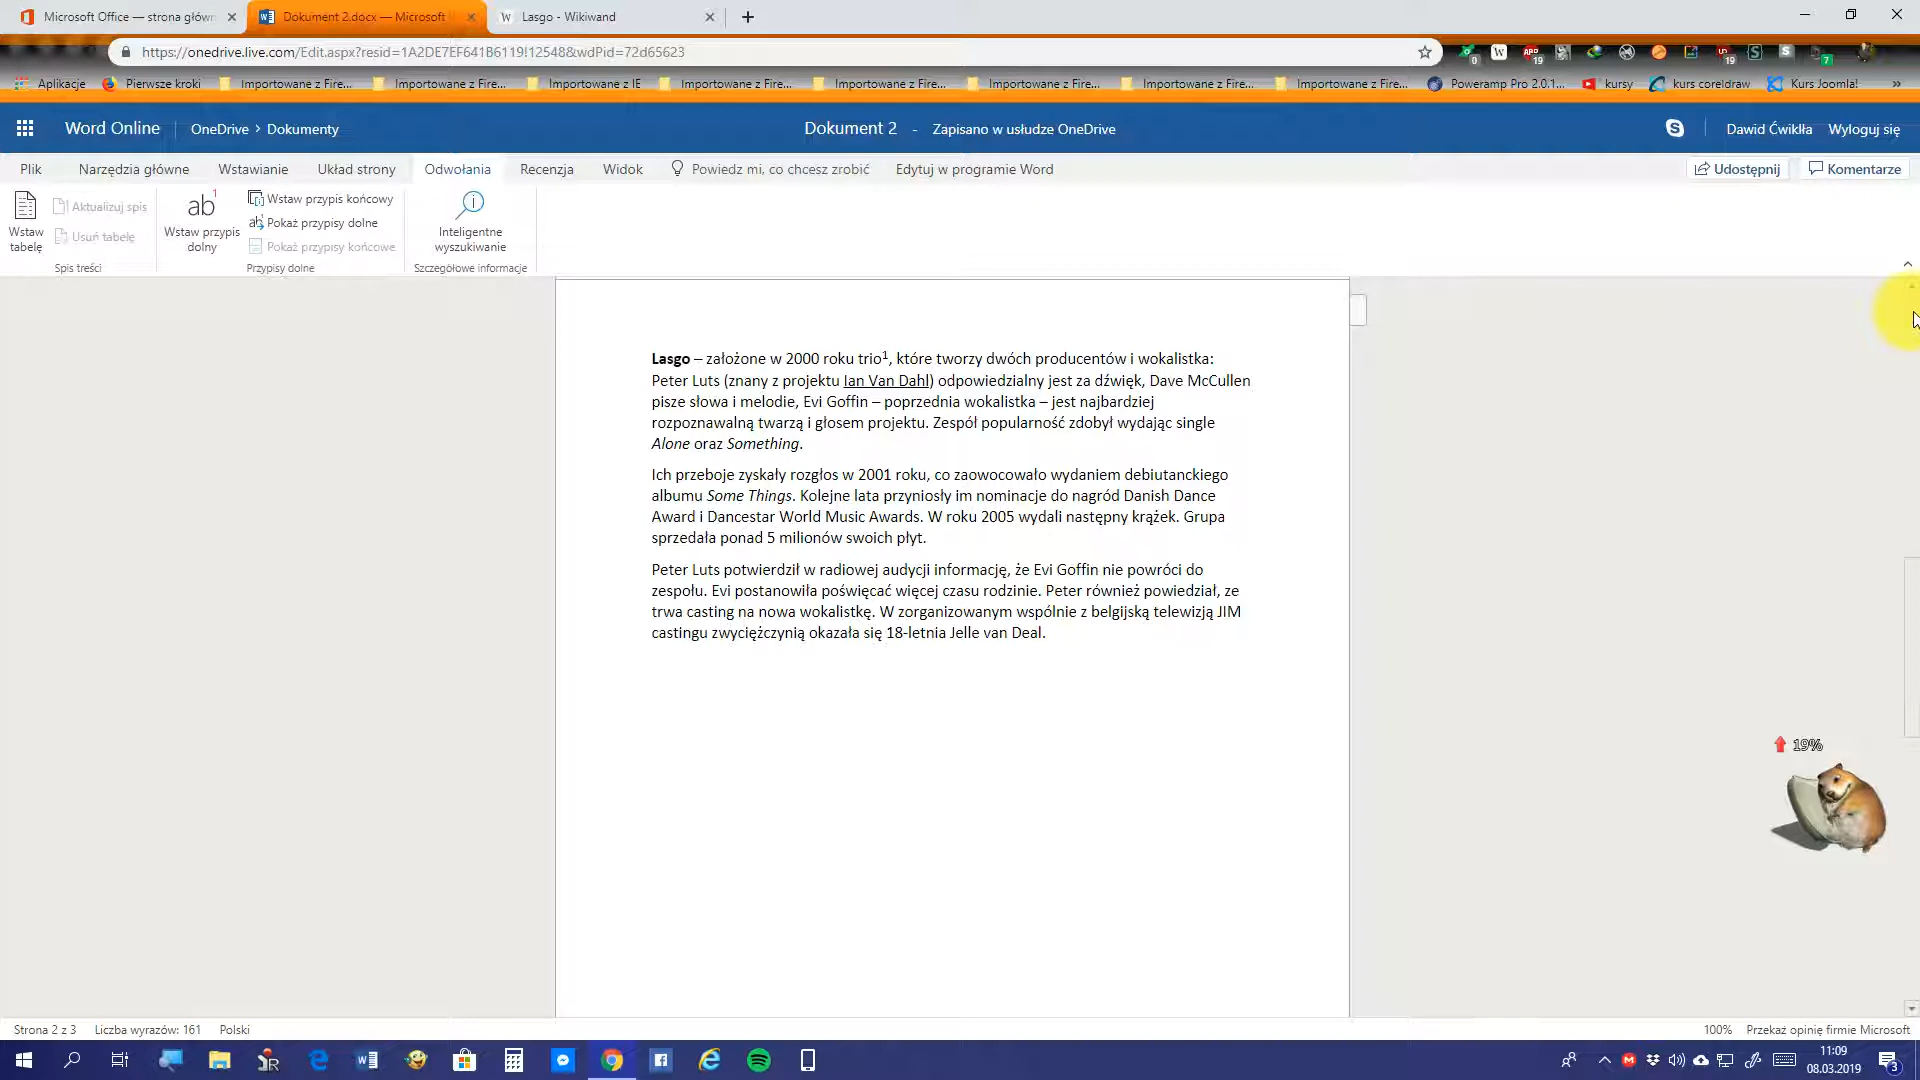 Microsoft Office — strona główn
Dokument 2.docx — Microsoft
W Lasgo - Wikiwand
https://onedrive.live.com/Edit.aspx?resid=1A2DE7EF641B6119!12548&wdPid=72d65623
0
W
19
19
S
S
7
Aplikacje
Pierwsze kroki
Importowane z Fire...
Importowane z Fire...
Importowane z IE
Importowane z Fire...
Importowane z Fire...
Importowane z Fire...
Importowane z Fire...
Importowane z Fire...
Poweramp Pro 2.0.1...
kursy
kurs coreldraw
Kurs Joomla!
»
Word Online
OneDrive > Dokumenty
Dokument 2 - Zapisano w usłudze OneDrive
Dawid Ćwikłła
Wyloguj się
Plik
Narzędzia główne
Wstawianie
Układ strony
Odwołania
Recenzja
Widok
Powiedz mi, co chcesz zrobić
Edytuj w programie Word
Udostępnij
Komentarze
Wstaw tabelę
Aktualizuj spis
Usuń tabelę
Spis treści
ab1
Wstaw przypis dolny
Wstaw przypis końcowy
Pokaż przypisy dolne
Pokaż przypisy końcowe
Przypisy dolne
Inteligentne wyszukiwanie
Szczegółowe informacje
Lasgo – założone w 2000 roku trio1, które tworzy dwóch producentów i wokalistka:
Peter Luts (znany z projektu Ian Van Dahl) odpowiedzialny jest za dźwięk, Dave McCullen
pisze słowa i melodie, Evi Goffin – poprzednia wokalistka – jest najbardziej
rozpoznawalną twarzą i głosem projektu. Zespół popularność zdobył wydając single
Alone oraz Something.
Ich przeboje zyskały rozgłos w 2001 roku, co zaowocowało wydaniem debiutanckiego
albumu Some Things. Kolejne lata przyniosły im nominacje do nagród Danish Dance
Award i Dancestar World Music Awards. W roku 2005 wydali następny krążek. Grupa
sprzedała ponad 5 milionów swoich płyt.
Peter Luts potwierdził w radiowej audycji informację, że Evi Goffin nie powróci do
zespołu. Evi postanowiła poświęcać więcej czasu rodzinie. Peter również powiedział, ze
trwa casting na nowa wokalistkę. W zorganizowanym wspólnie z belgijską telewizją JIM
castingu zwyciężczynią okazała się 18-letnia Jelle van Deal.
19%
Strona 2 z 3
Liczba wyrazów: 161
Polski
100%
Przekaż opinię firmie Microsoft
11:09
08.03.2019
3